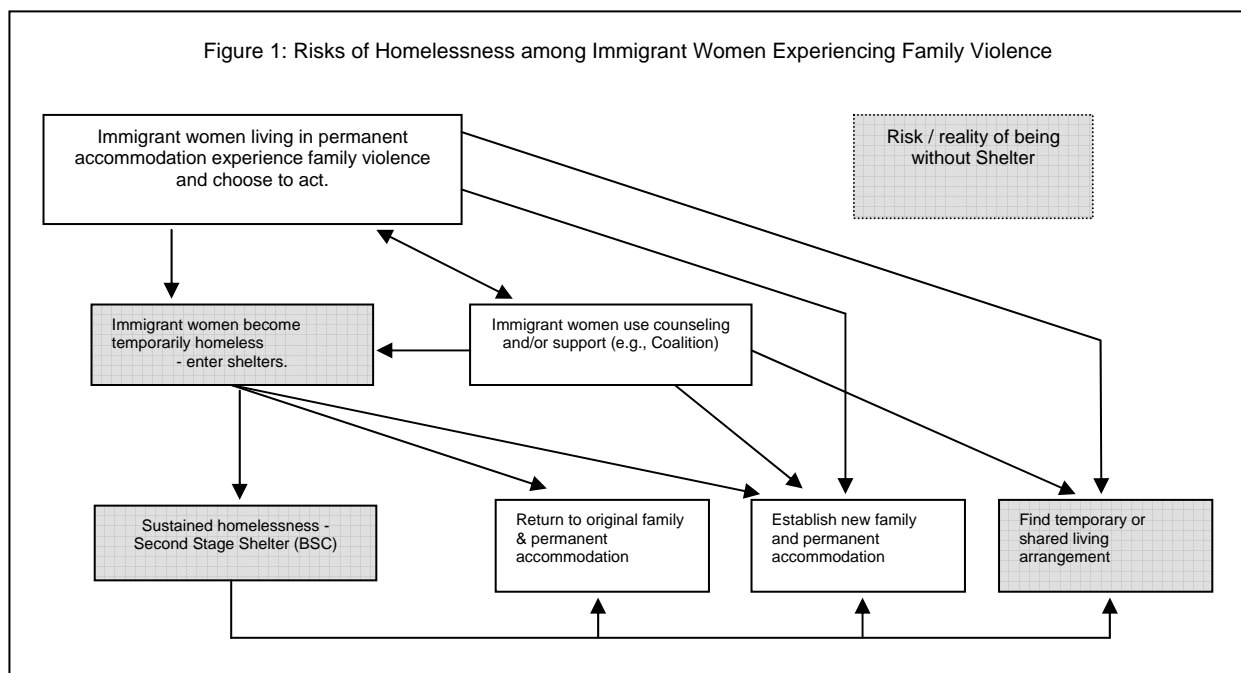 Figure 1: Risks of Homelessness among Immigrant Women Experiencing Family Violence
Immigrant women living in permanent
accommodation experience family violence
and choose to act.
Risk / reality of being
without Shelter
Immigrant women become
temporarily homeless
- enter shelters.
Immigrant women use counseling
and/or support (e.g., Coalition)
Sustained homelessness -
Second Stage Shelter (BSC)
Return to original family
& permanent
accommodation
Establish new family
and permanent
accommodation
Find temporary or
shared living
arrangement